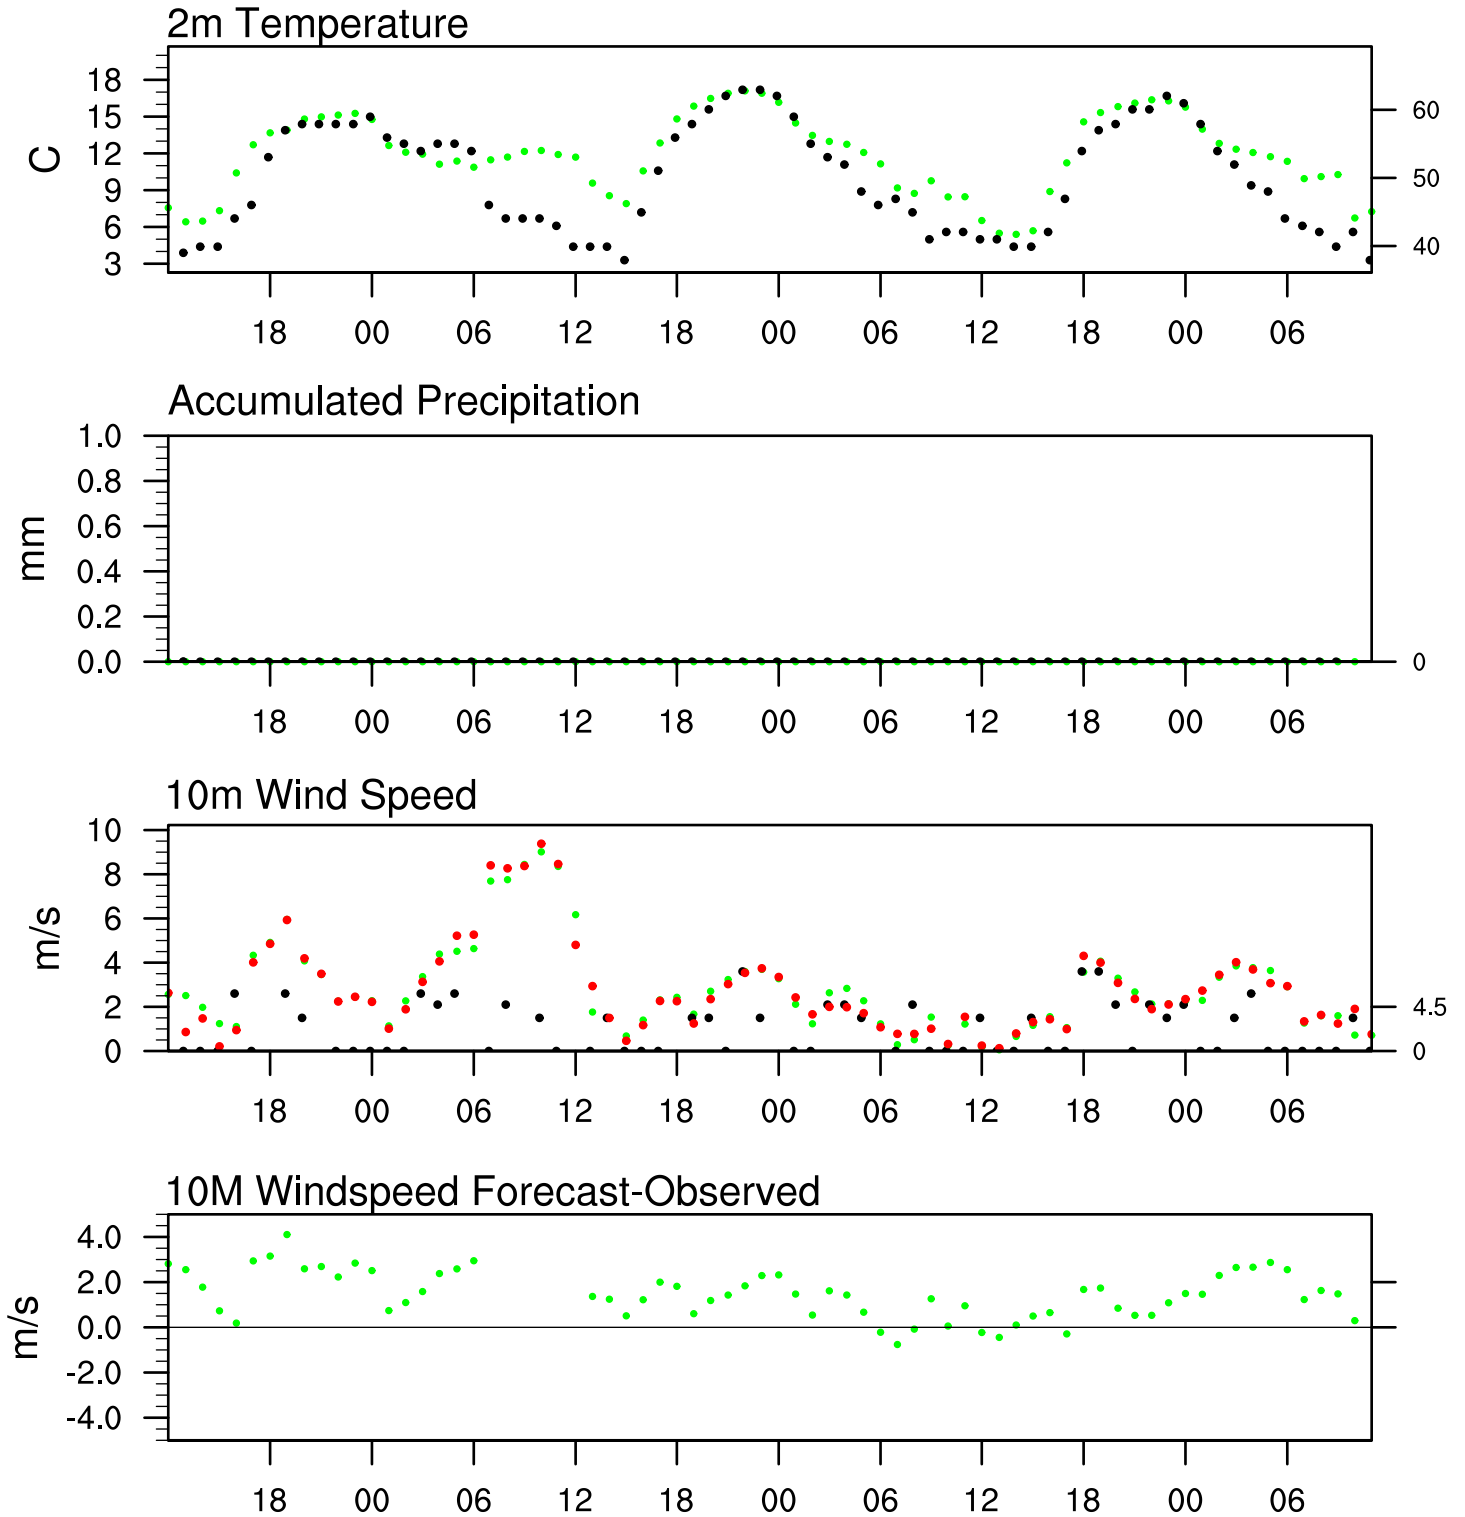 2m Temperature
18
15
12
9
6
3
C
60
50
40
18 00 06 12 18 00 06 12 18 00 06
Accumulated Precipitation
1.0
0.8
0.6
0.4
0.2
0.0
mm
0
18 00 06 12 18 00 06 12 18 00 06
10m Wind Speed
10
8
6
4
2
0
m/s
4.5
0
18 00 06 12 18 00 06 12 18 00 06
10M Windspeed Forecast-Observed
4.0
2.0
0.0
-2.0
-4.0
m/s
18 00 06 12 18 00 06 12 18 00 06